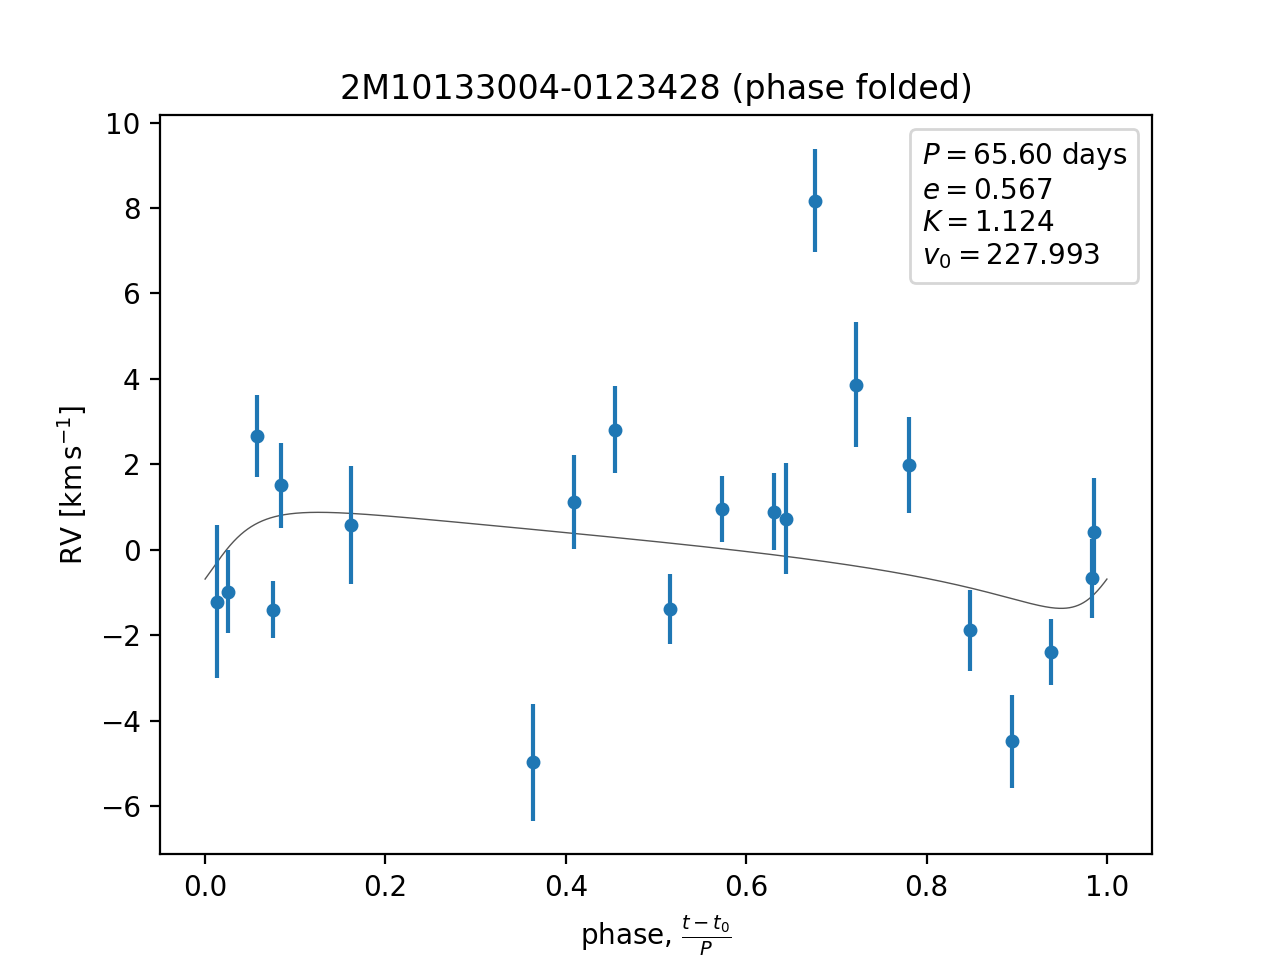 2M10133004-0123428 (phase folded)
P = 65.60 days
e = 0.567
K = 1.124
v₀ = 227.993
RV [km s⁻¹]
10
8
6
4
2
0
−2
−4
−6
0.0 0.2 0.4 0.6 0.8 1.0
phase, (t − t₀)/P